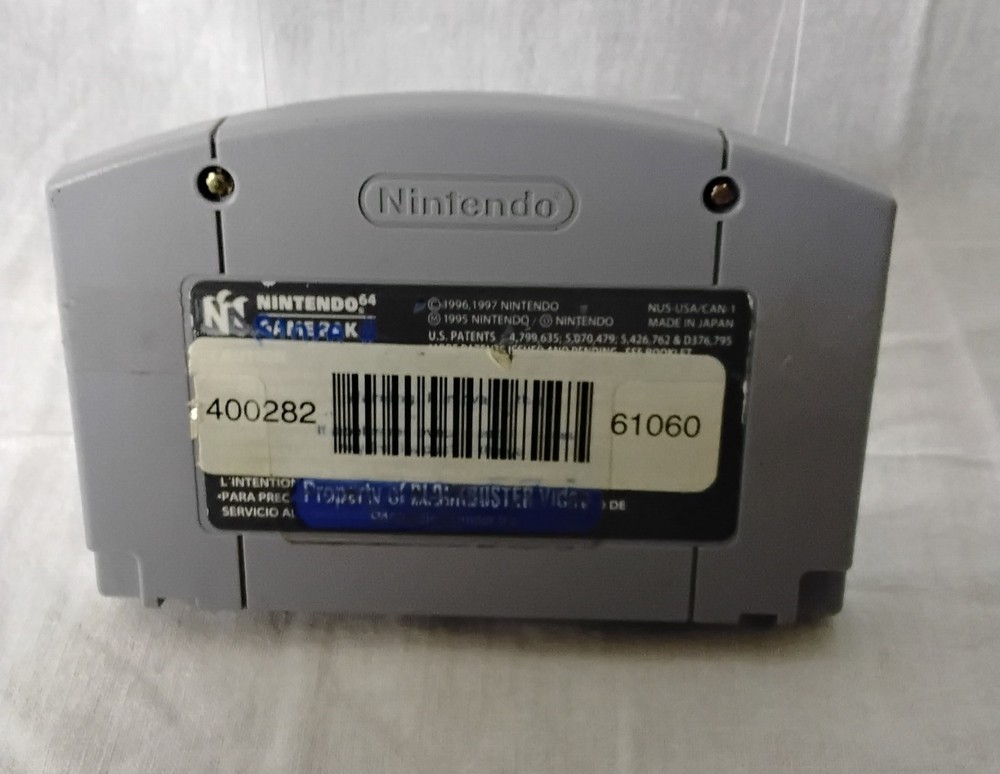 Nintendo
NINTENDO64
GAME PAK
©1996,1997 NINTENDO
Ⓜ 1995 NINTENDO/Ⓓ NINTENDO
U.S. PATENTS 4,799,635; 5,070,479; 5,426,762 & D376,795
NUS-USA/CAN-1
MADE IN JAPAN
400282
61060
L'INTENTION
•PARA PREC
DE
SERVICIO AL
Property of BLOCKBUSTER Video